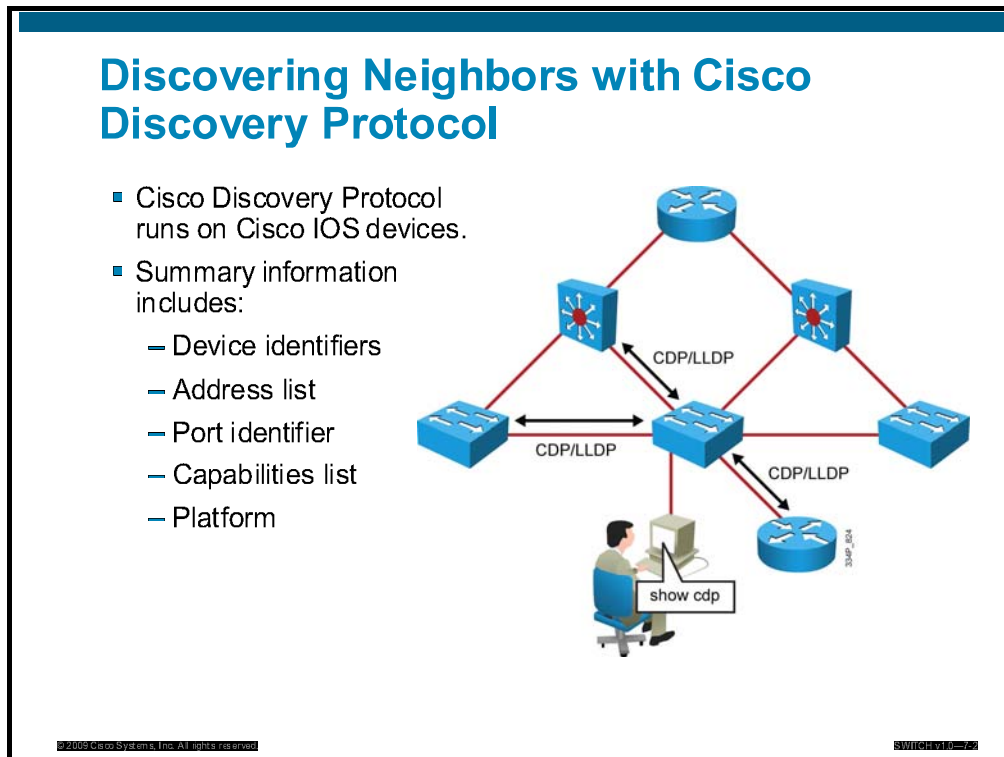 Discovering Neighbors with Cisco
Discovery Protocol
Cisco Discovery Protocol
runs on Cisco IOS devices.
Summary information
includes:
– Device identifiers
– Address list
– Port identifier
– Capabilities list
– Platform
CDP/LLDP
CDP/LLDP
CDP/LLDP
334P_824
show cdp
© 2009 Cisco Systems, Inc. All rights reserved.
SWITCH v1.0—7-2